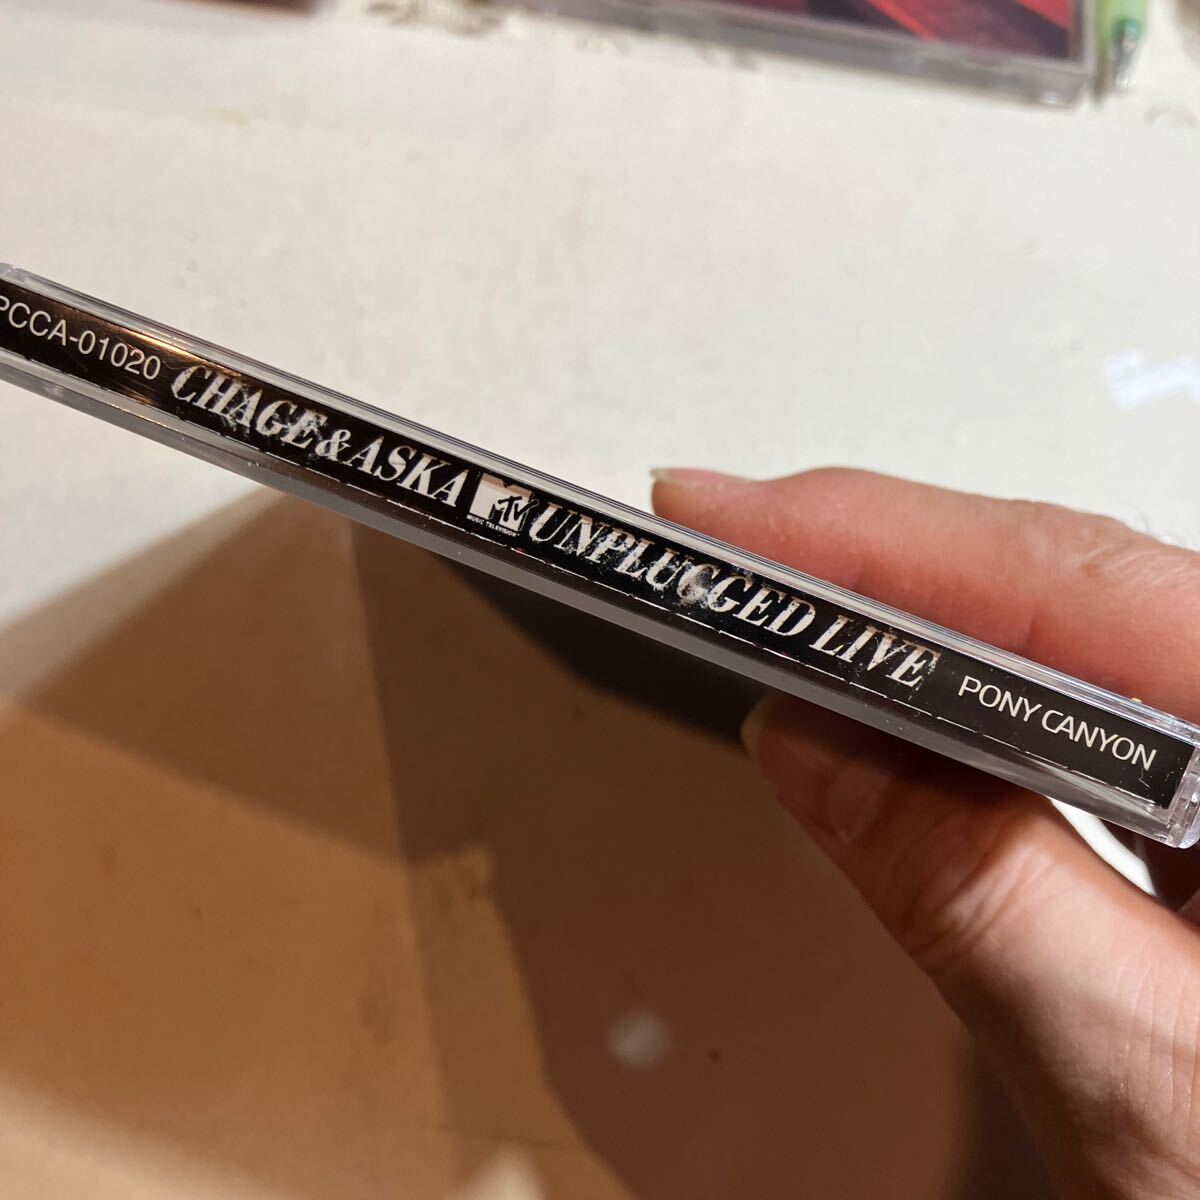 PCCA-01020 CHAGE&ASKA MTV UNPLUGGED LIVE PONY CANYON
MUSIC TELEVISION